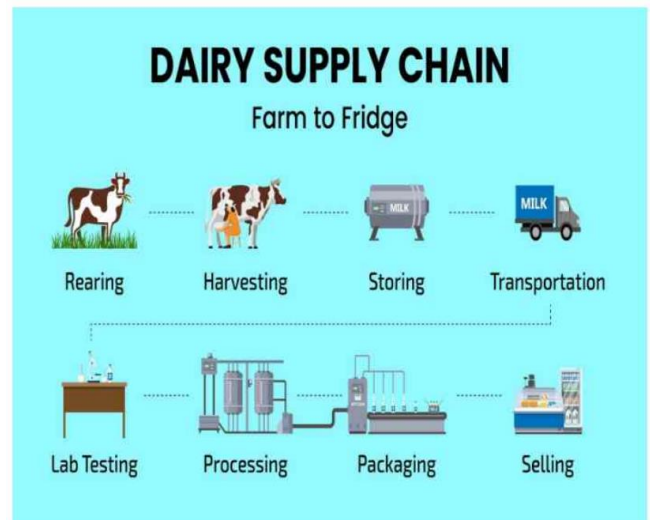 DAIRY SUPPLY CHAIN
Farm to Fridge
MILK
MILK
Rearing
Harvesting
Storing
Transportation
Lab Testing
Processing
Packaging
Selling